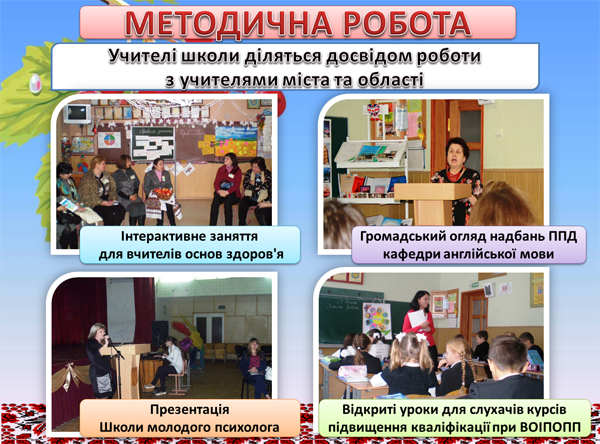 МЕТОДИЧНА РОБОТА
Учителі школи діляться досвідом роботи
з учителями міста та області
Інтерактивне заняття
для вчителів основ здоров'я
Громадський огляд надбань ППД
кафедри англійської мови
Презентація
Школи молодого психолога
Відкриті уроки для слухачів курсів
підвищення кваліфікації при ВОІПОПП